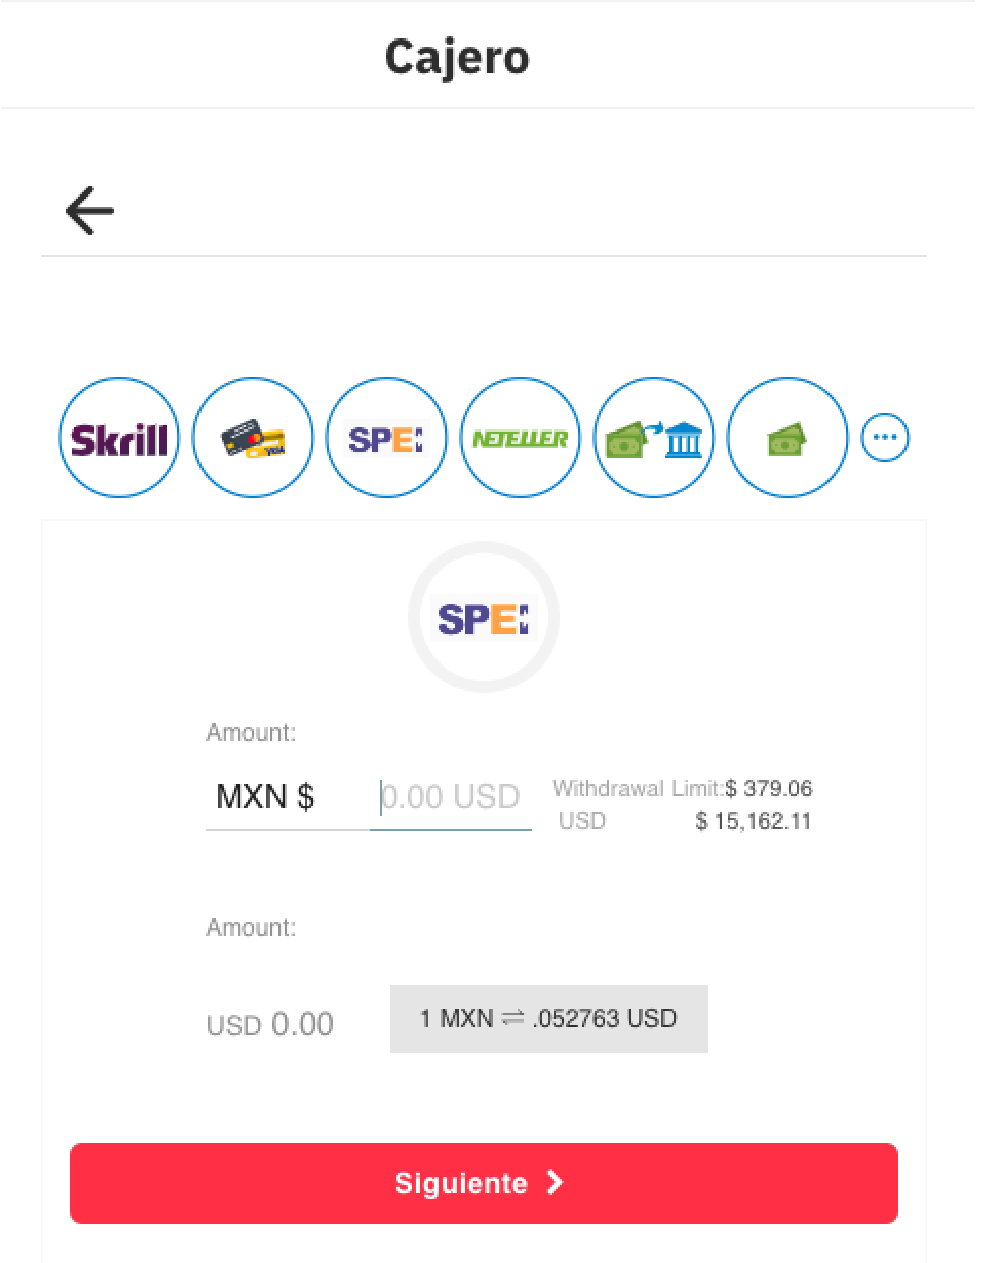 Cajero
Skrill
VISA
SPEI
NETELLER
SPEI
Amount:
MXN $ 0.00 USD
Withdrawal Limit:$ 379.06
USD $ 15,162.11
Amount:
USD 0.00
1 MXN ⇌ .052763 USD
Siguiente